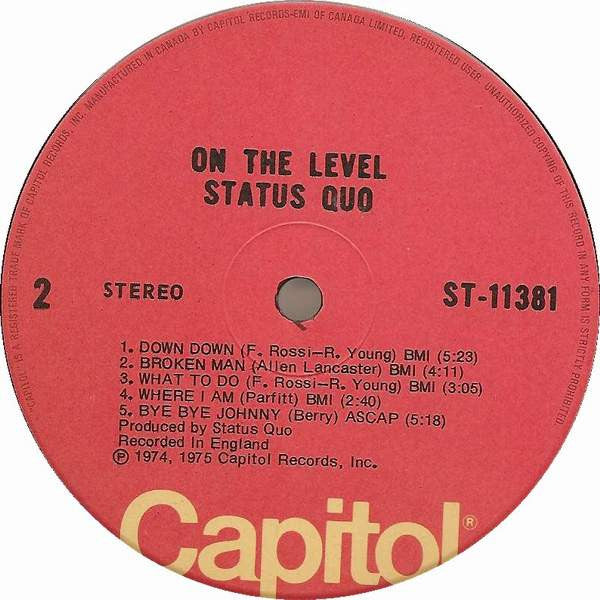 MANUFACTURED IN CANADA BY CAPITOL RECORDS-EMI OF CANADA LIMITED, REGISTERED USER. UNAUTHORIZED COPYING OF THIS RECORD IN ANY FORM IS STRICTLY PROHIBITED
"CAPITOL" IS A REGISTERED TRADE MARK OF CAPITOL RECORDS, INC.
ON THE LEVEL
STATUS QUO
2 STEREO ST-11381
1. DOWN DOWN (F. Rossi—R. Young) BMI (5:23)
2. BROKEN MAN (Allen Lancaster) BMI (4:11)
3. WHAT TO DO (F. Rossi—R. Young) BMI (3:05)
4. WHERE I AM (Parfitt) BMI (2:40)
5. BYE BYE JOHNNY (Berry) ASCAP (5:18)
Produced by Status Quo
Recorded In England
Ⓟ 1974, 1975 Capitol Records, Inc.
Capitol®